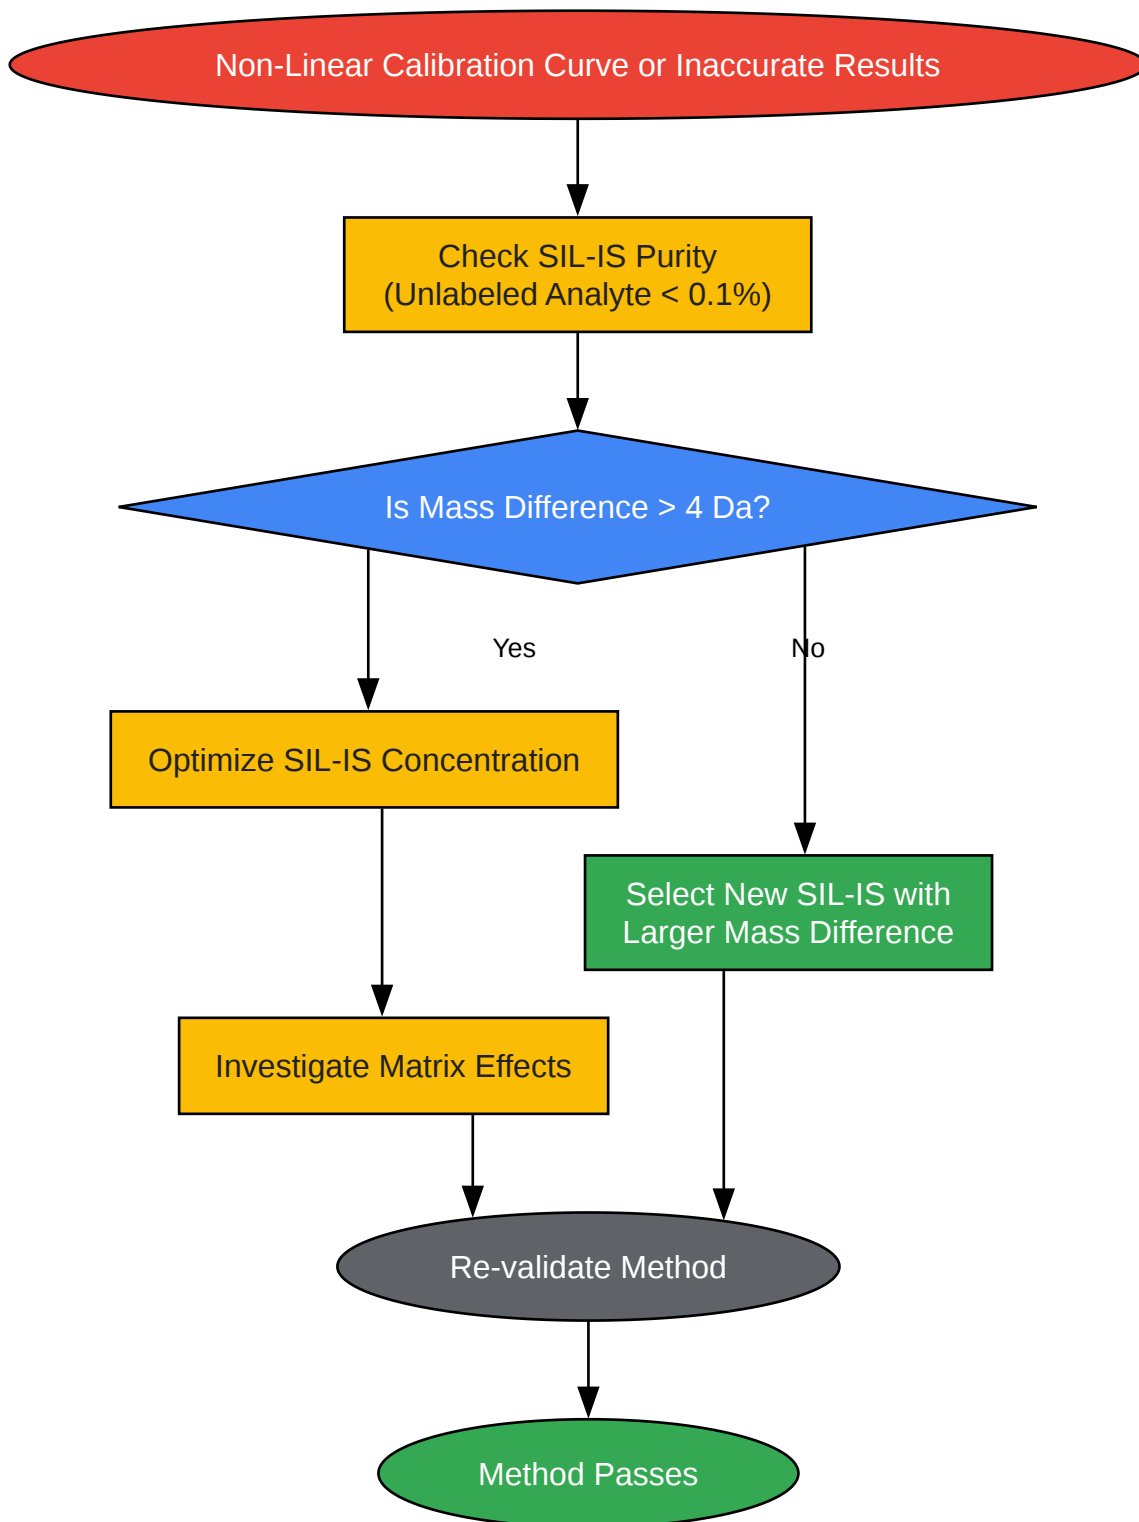 Non-Linear Calibration Curve or Inaccurate Results
Check SIL-IS Purity
(Unlabeled Analyte < 0.1%)
Is Mass Difference > 4 Da?
Yes
No
Optimize SIL-IS Concentration
Select New SIL-IS with
Larger Mass Difference
Investigate Matrix Effects
Re-validate Method
Method Passes